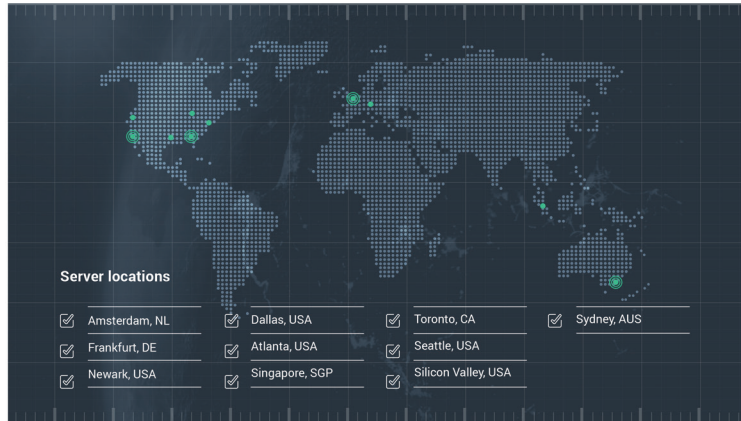 Server locations
Amsterdam, NL
Dallas, USA
Toronto, CA
Sydney, AUS
Frankfurt, DE
Atlanta, USA
Seattle, USA
Newark, USA
Singapore, SGP
Silicon Valley, USA